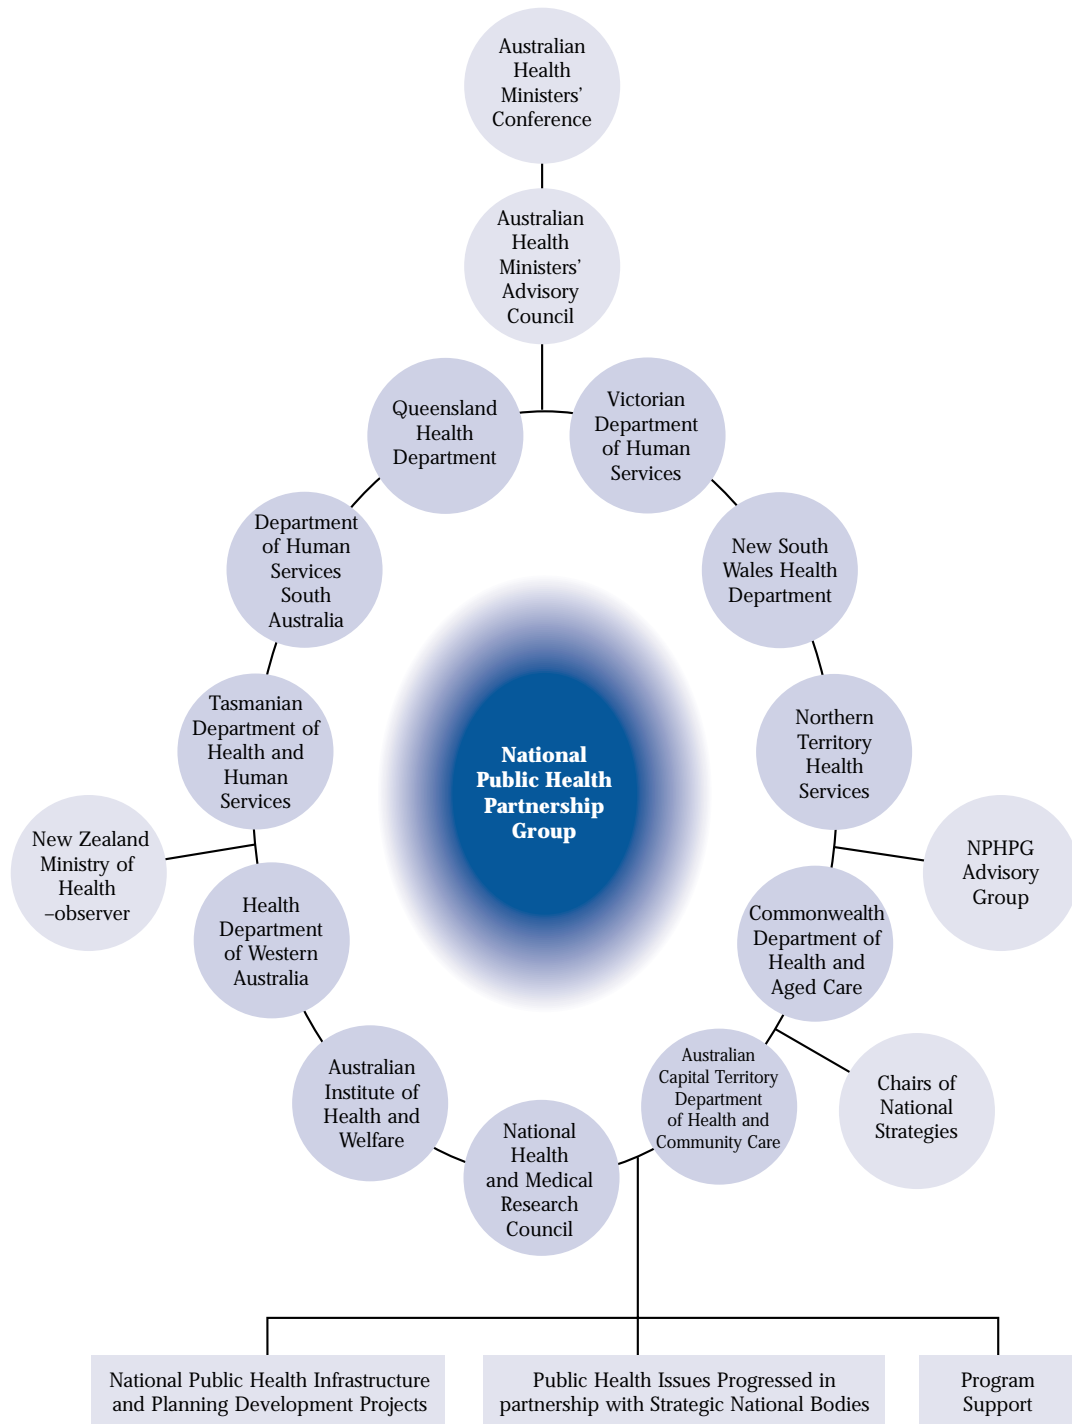 Australian
Health
Ministers’
Conference
Australian
Health
Ministers’
Advisory
Council
Queensland
Health
Department
Victorian
Department
of Human
Services
Department
of Human
Services
South
Australia
New South
Wales Health
Department
Tasmanian
Department of
Health and
Human
Services
National
Public Health
Partnership
Group
Northern
Territory
Health
Services
New Zealand
Ministry of
Health
–observer
NPHPG
Advisory
Group
Health
Department
of Western
Australia
Commonwealth
Department of
Health and
Aged Care
Australian
Institute of
Health and
Welfare
National
Health
and Medical
Research
Council
Australian
Capital Territory
Department
of Health and
Community Care
Chairs of
National
Strategies
National Public Health Infrastructure
and Planning Development Projects
Public Health Issues Progressed in
partnership with Strategic National Bodies
Program
Support